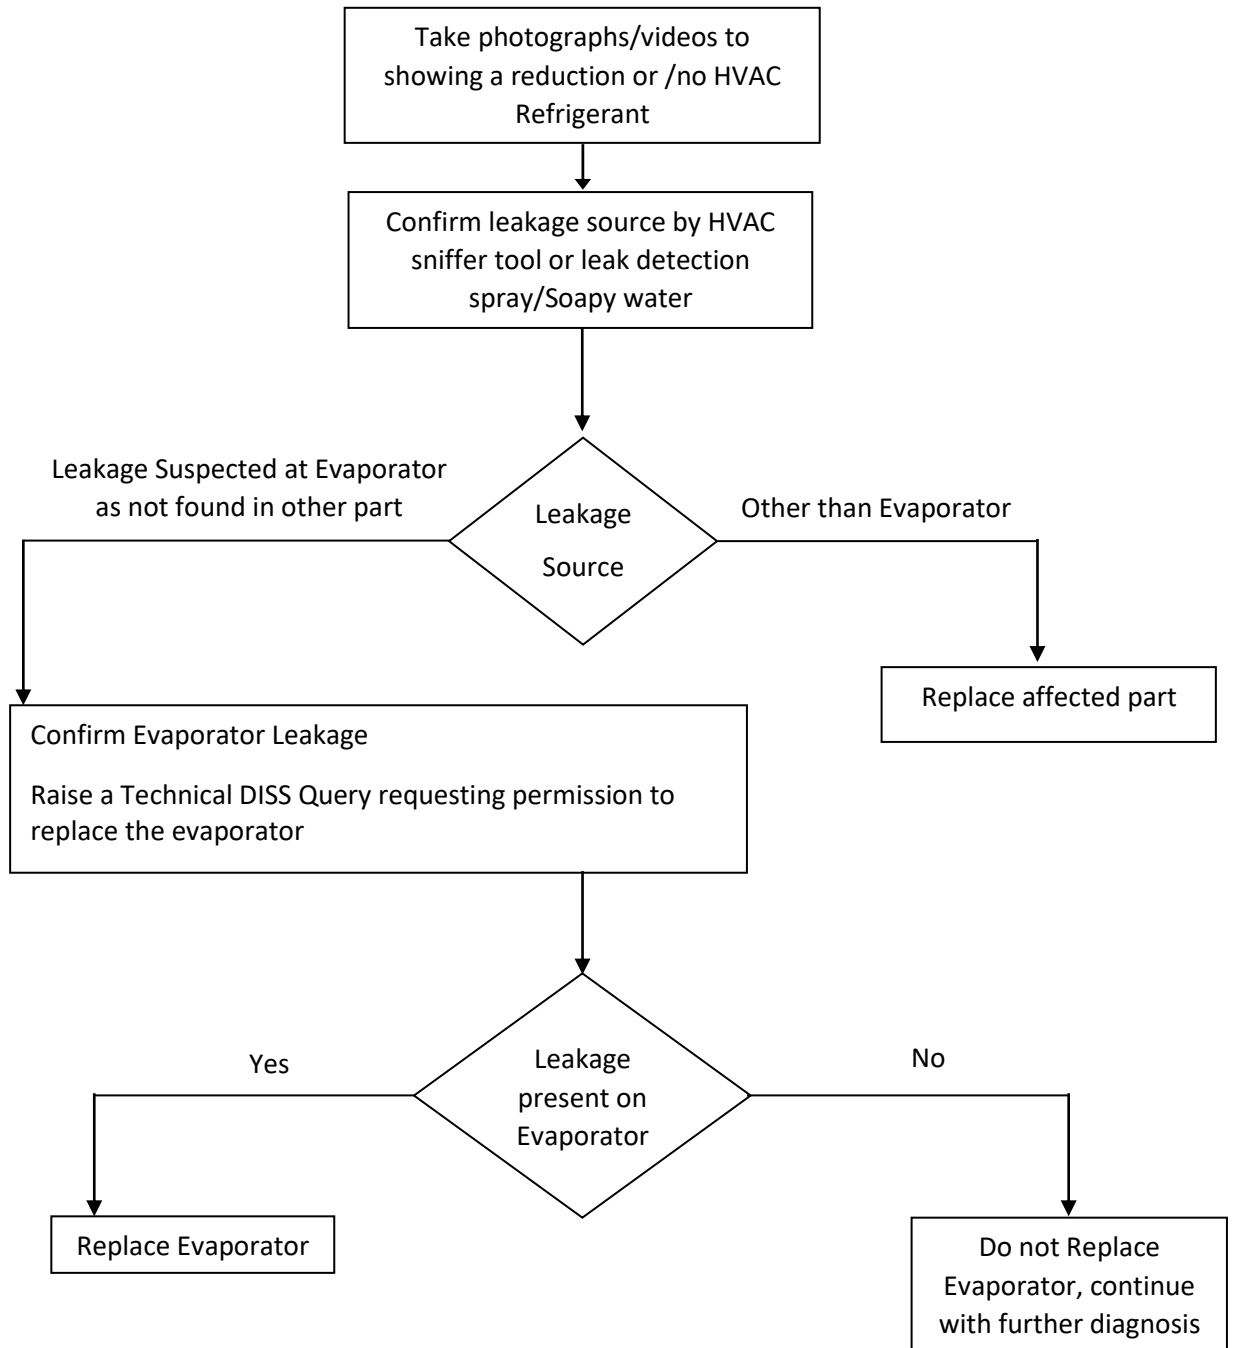 Take photographs/videos to
showing a reduction or /no HVAC
Refrigerant
Confirm leakage source by HVAC
sniffer tool or leak detection
spray/Soapy water
Leakage Suspected at Evaporator
as not found in other part
Leakage
Source
Other than Evaporator
Replace affected part
Confirm Evaporator Leakage
Raise a Technical DISS Query requesting permission to
replace the evaporator
Yes
Leakage
present on
Evaporator
No
Replace Evaporator
Do not Replace
Evaporator, continue
with further diagnosis